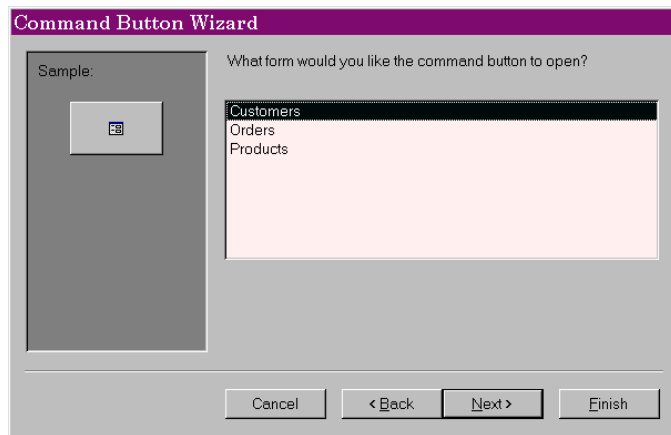 Command Button Wizard
Sample:
What form would you like the command button to open?
Customers
Orders
Products
Cancel
< Back
Next >
Finish